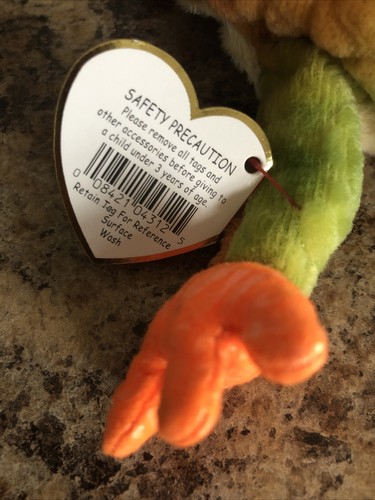 SAFETY PRECAUTION
Please remove all tags and
other accessories before giving to
a child under 3 years of age.
0 08421 04312 5
Retain Tag For Reference
Surface
Wash